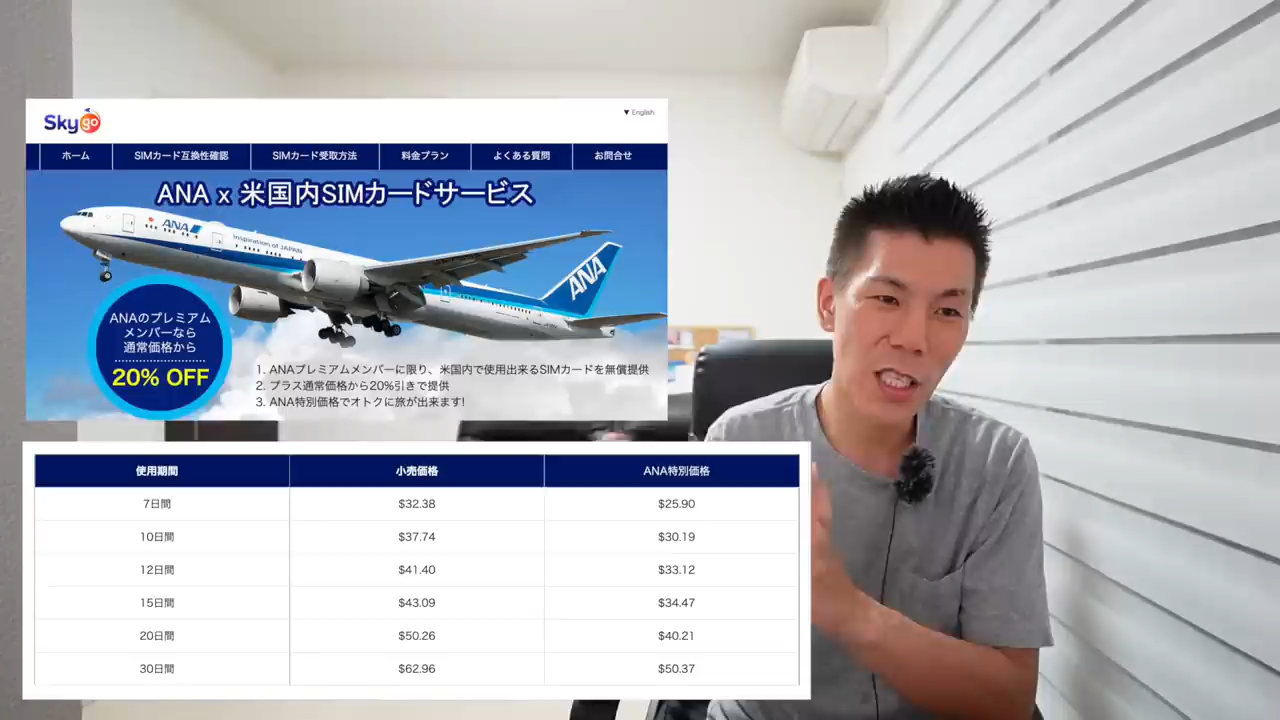 Skygo
▼ English
ホーム
SIMカード互換性確認
SIMカード受取方法
料金プラン
よくある質問
お問合せ
ANA x 米国内SIMカードサービス
ANA
Inspiration of JAPAN
ANA
ANAのプレミアム
メンバーなら
通常価格から
20% OFF
1. ANAプレミアムメンバーに限り、米国内で使用出来るSIMカードを無償提供
2. プラス通常価格から20%引きで提供
3. ANA特別価格でオトクに旅が出来ます!
使用期間 小売価格 ANA特別価格
7日間 $32.38 $25.90
10日間 $37.74 $30.19
12日間 $41.40 $33.12
15日間 $43.09 $34.47
20日間 $50.26 $40.21
30日間 $62.96 $50.37